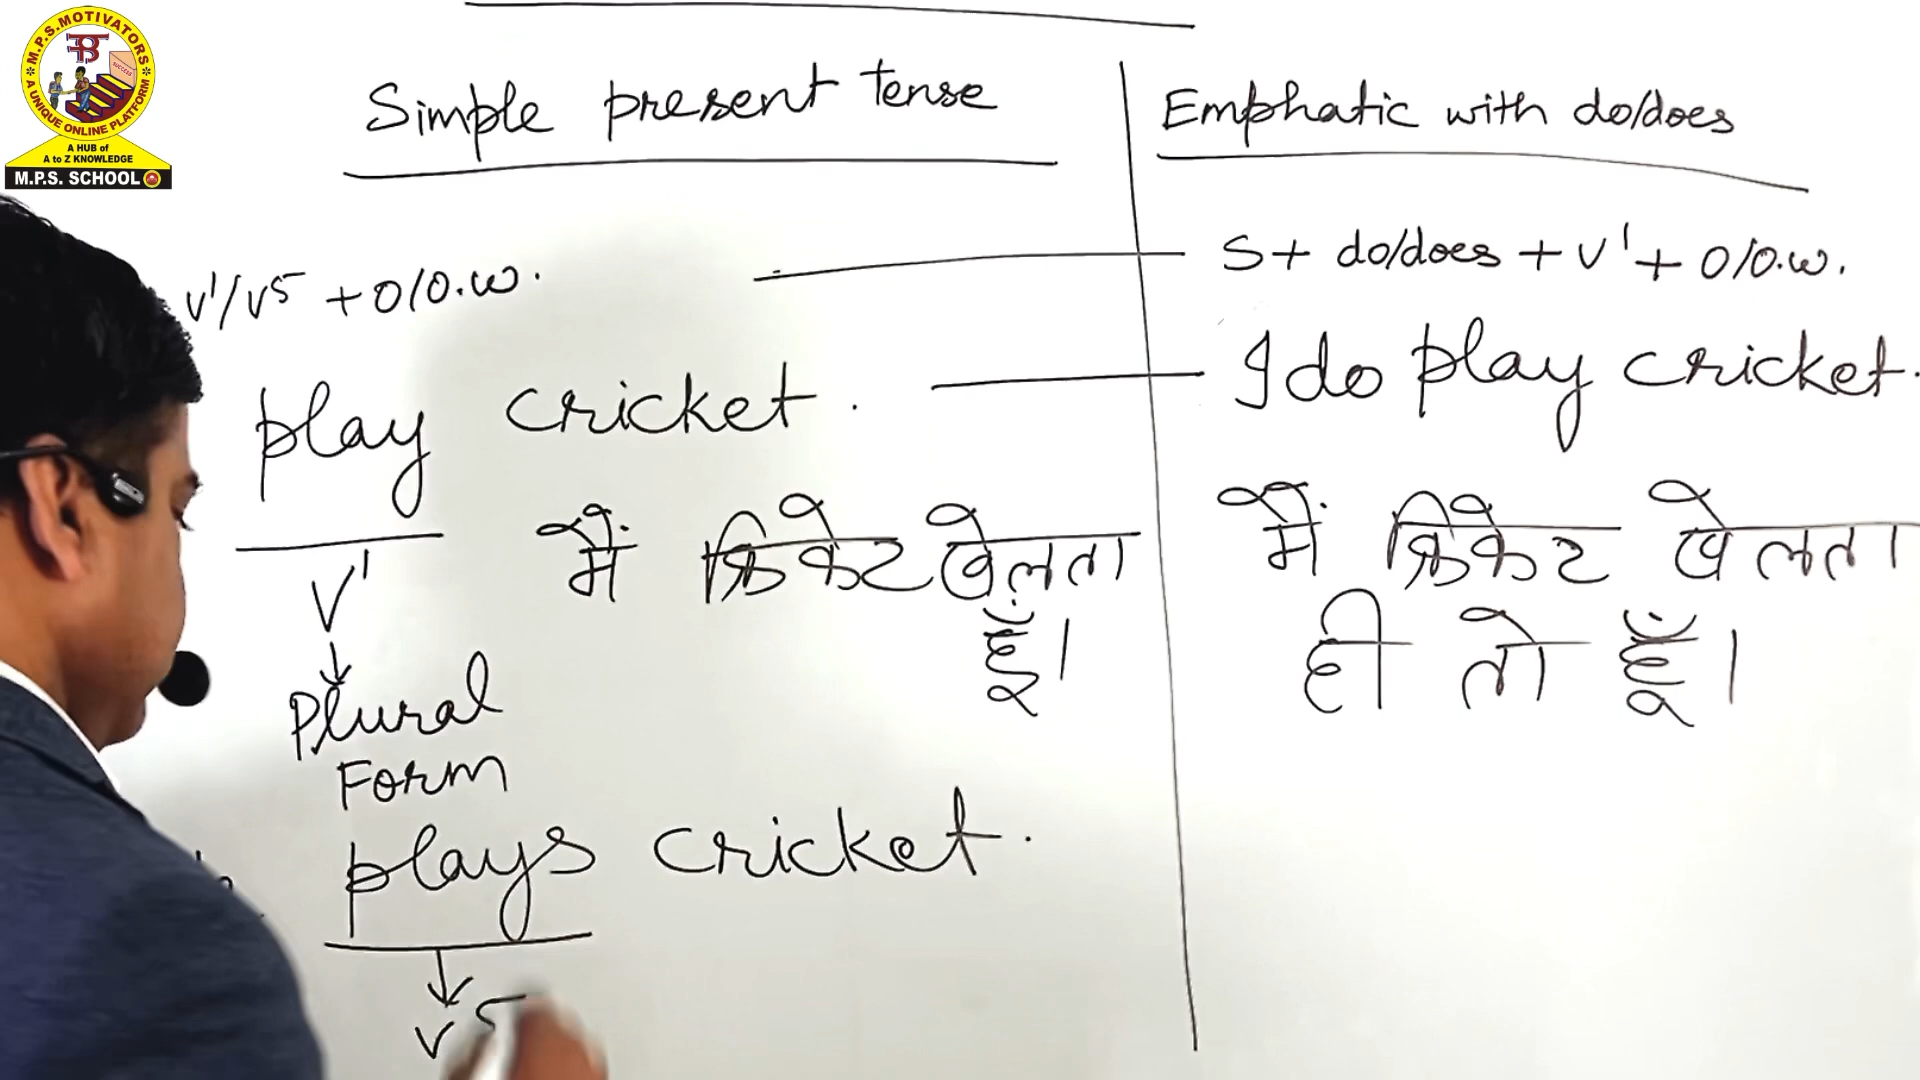 M.P.S.MOTIVATORS
SUCCESS
A UNIQUE ONLINE PLATFORM
A HUB of
A to Z KNOWLEDGE
M.P.S. SCHOOL
Simple present tense
V¹/V⁵ + O/O.W.
play cricket.
मैं क्रिकेट खेलता
हूँ।
V¹
Plural
Form
plays cricket.
V⁵
Emphatic with do/does
S + do/does + V¹ + O/O.W.
I do play cricket.
मैं क्रिकेट खेलता
ही तो हूँ।